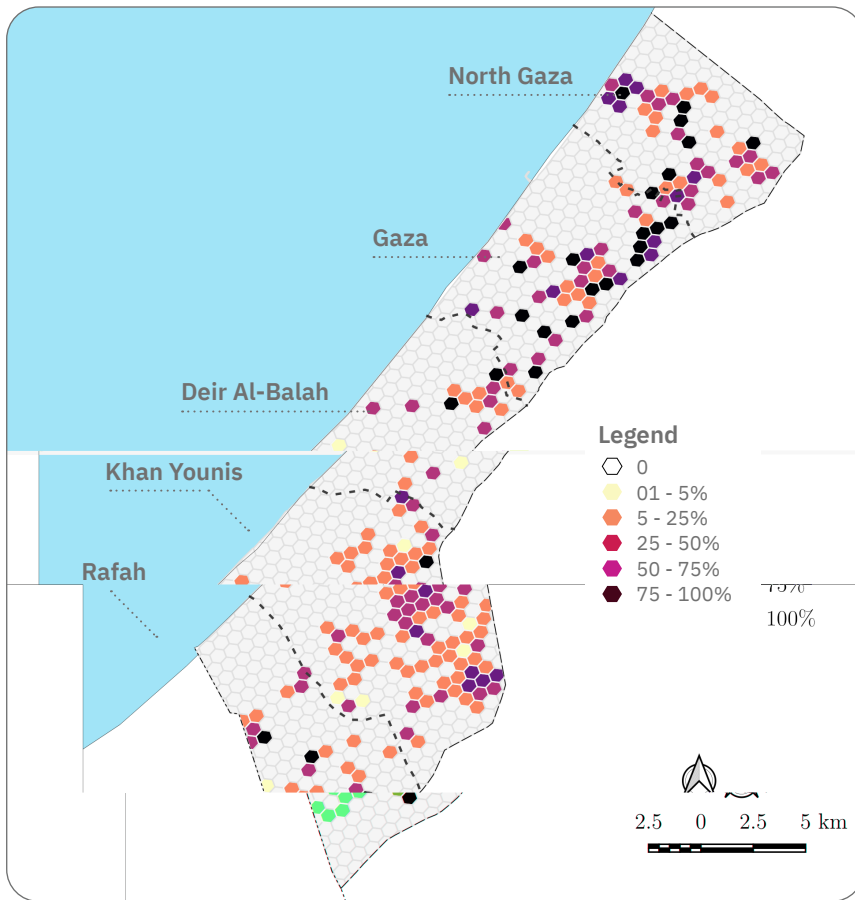 North Gaza
Gaza
Deir Al-Balah
Khan Younis
Rafah
Legend
0
01 - 5%
5 - 25%
25 - 50%
50 - 75%
75 - 100%
75%
100%
2.5 0 2.5 5 km